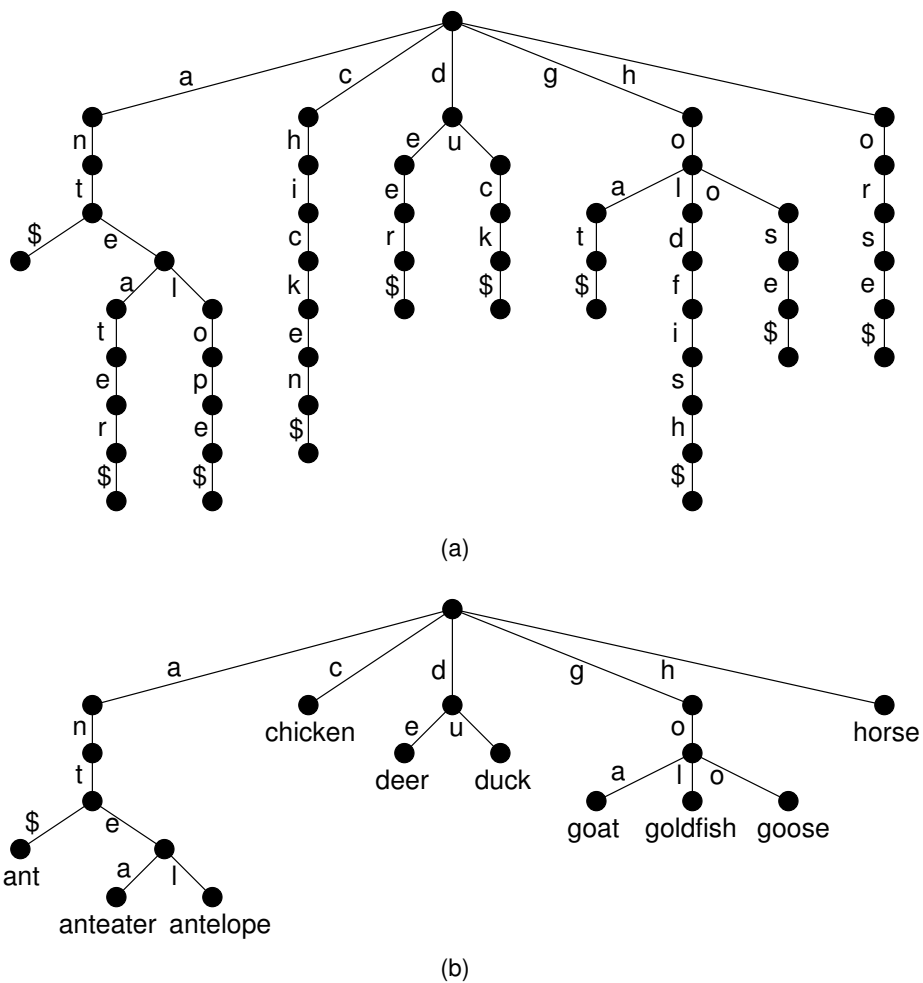 a c d g h
n h e u o o
t i e c a l o r
$ e c r k t d s s
a l k $ $ $ f e e
t o e i $ $
e p n s
r e $ h
$ $ $
(a)
a c d g h
n chicken e u o horse
t deer duck a l o
$ e goat goldfish goose
ant a l
anteater antelope
(b)